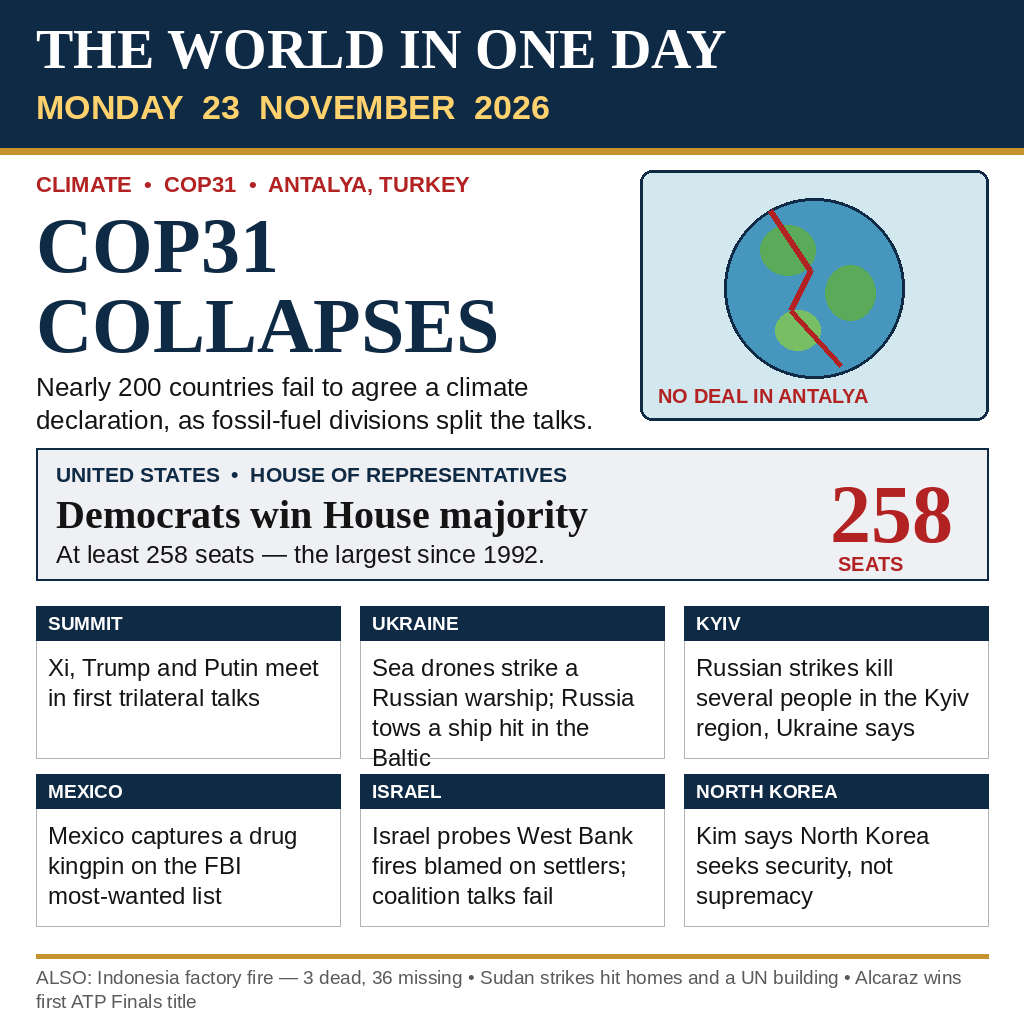 THE WORLD IN ONE DAY
MONDAY 23 NOVEMBER 2026
CLIMATE • COP31 • ANTALYA, TURKEY
COP31
COLLAPSES
Nearly 200 countries fail to agree a climate
declaration, as fossil-fuel divisions split the talks.
NO DEAL IN ANTALYA
UNITED STATES • HOUSE OF REPRESENTATIVES
Democrats win House majority
At least 258 seats — the largest since 1992.
258
SEATS
SUMMIT
Xi, Trump and Putin meet
in first trilateral talks
UKRAINE
Sea drones strike a
Russian warship; Russia
tows a ship hit in the
Baltic
KYIV
Russian strikes kill
several people in the Kyiv
region, Ukraine says
MEXICO
Mexico captures a drug
kingpin on the FBI
most-wanted list
ISRAEL
Israel probes West Bank
fires blamed on settlers;
coalition talks fail
NORTH KOREA
Kim says North Korea
seeks security, not
supremacy
ALSO: Indonesia factory fire — 3 dead, 36 missing • Sudan strikes hit homes and a UN building • Alcaraz wins
first ATP Finals title